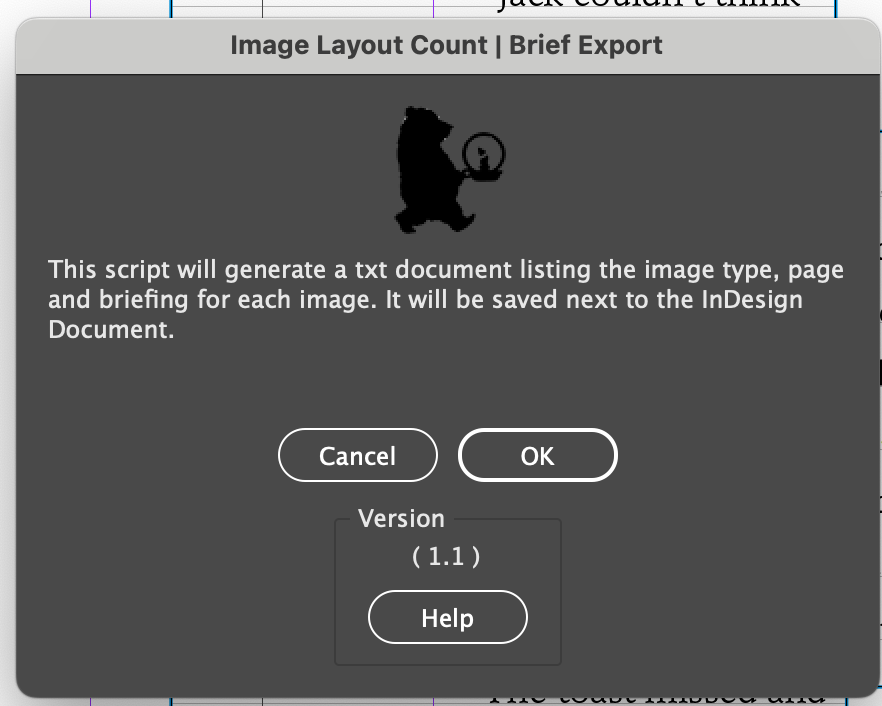 Jack couldn't think
Image Layout Count | Brief Export
This script will generate a txt document listing the image type, page
and briefing for each image. It will be saved next to the InDesign
Document.
Cancel
OK
Version
( 1.1 )
Help
The toast missed and